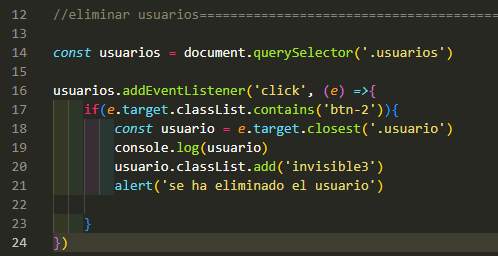 12 //eliminar usuarios==========================================
13
14 const usuarios = document.querySelector('.usuarios')
15
16 usuarios.addEventListener('click', (e) =>{
17     if(e.target.classList.contains('btn-2')){
18         const usuario = e.target.closest('.usuario')
19         console.log(usuario)
20         usuario.classList.add('invisible3')
21         alert('se ha eliminado el usuario')
22
23     }
24 })